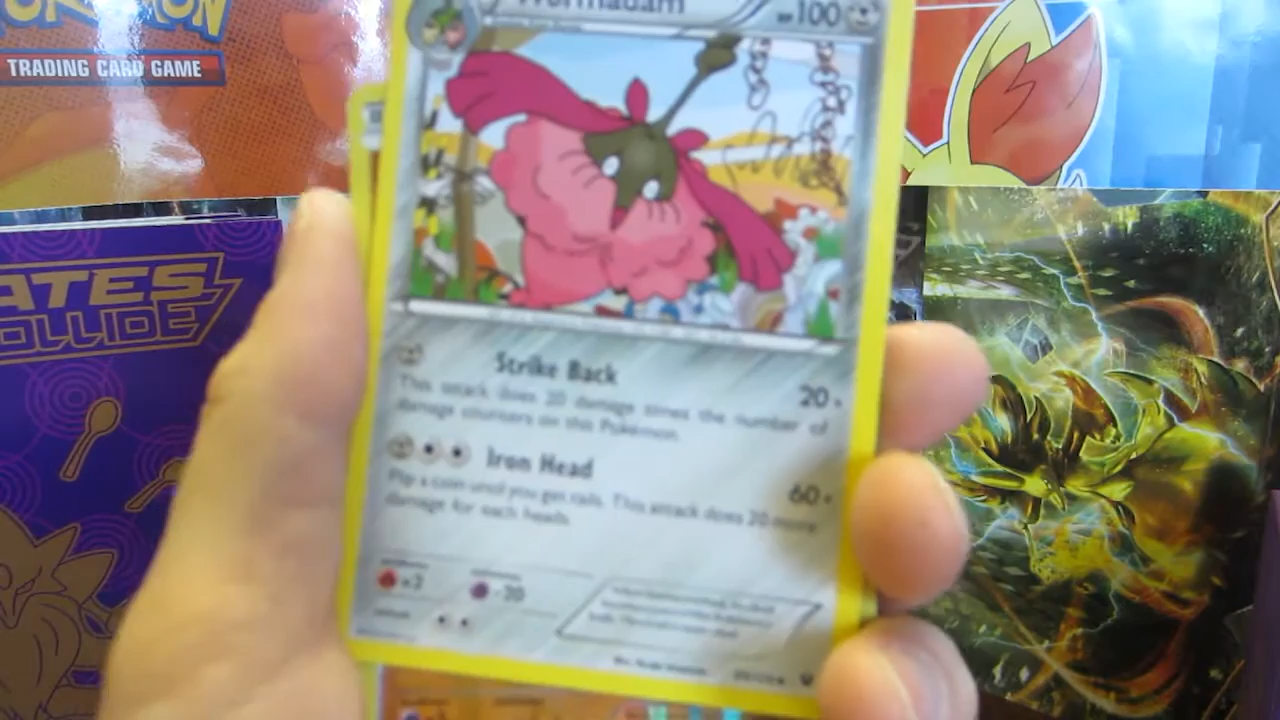 POKÉMON
TRADING CARD GAME
Wormadam
HP100
ATES
OLLIDE
Strike Back
20×
This attack does 20 damage times the number of
damage counters on this Pokémon.
Iron Head
60+
Flip a coin until you get tails. This attack does 20 more
damage for each heads.
×2
-20